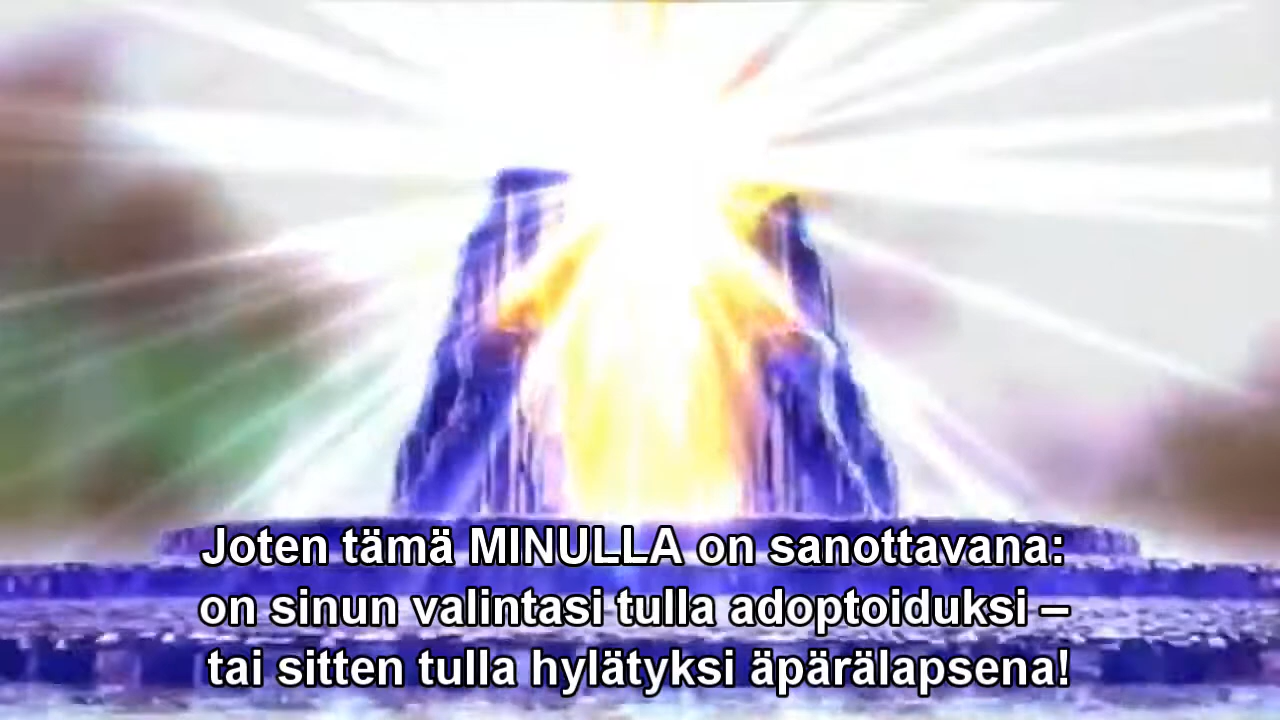 Joten tämä MINULLA on sanottavana:
on sinun valintasi tulla adoptoiduksi –
tai sitten tulla hylätyksi äpärälapsena!